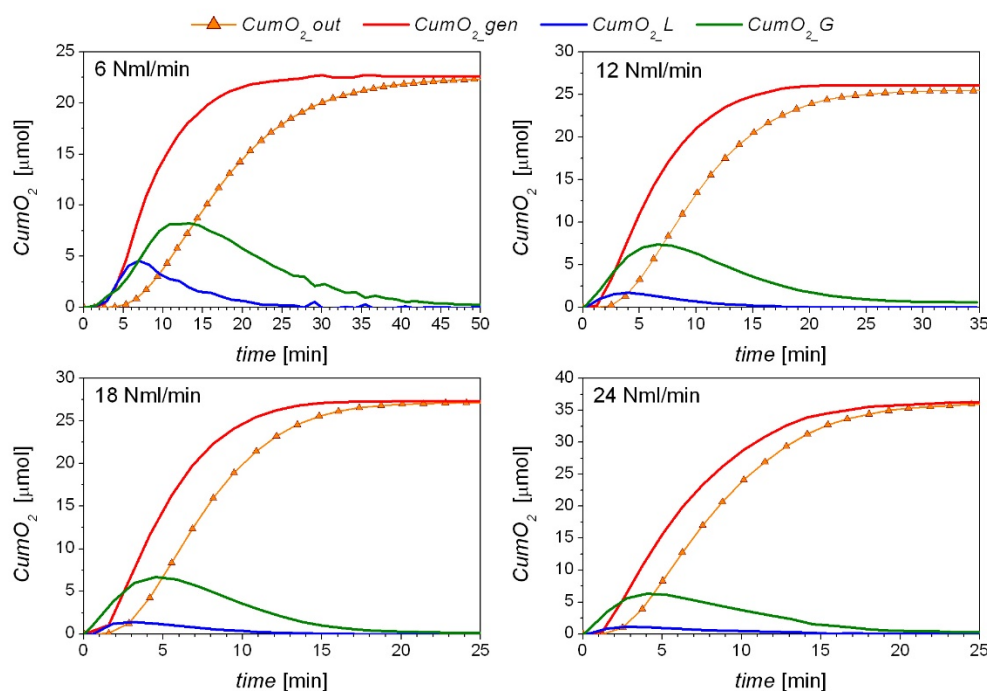 CumO2_out CumO2_gen CumO2_L CumO2_G
6 Nml/min
CumO2 [μmol]
25
20
15
10
5
0
0 5 10 15 20 25 30 35 40 45 50
time [min]
12 Nml/min
CumO2 [μmol]
30
25
20
15
10
5
0
0 5 10 15 20 25 30 35
time [min]
18 Nml/min
CumO2 [μmol]
30
25
20
15
10
5
0
0 5 10 15 20 25
time [min]
24 Nml/min
CumO2 [μmol]
40
35
30
25
20
15
10
5
0
0 5 10 15 20 25
time [min]